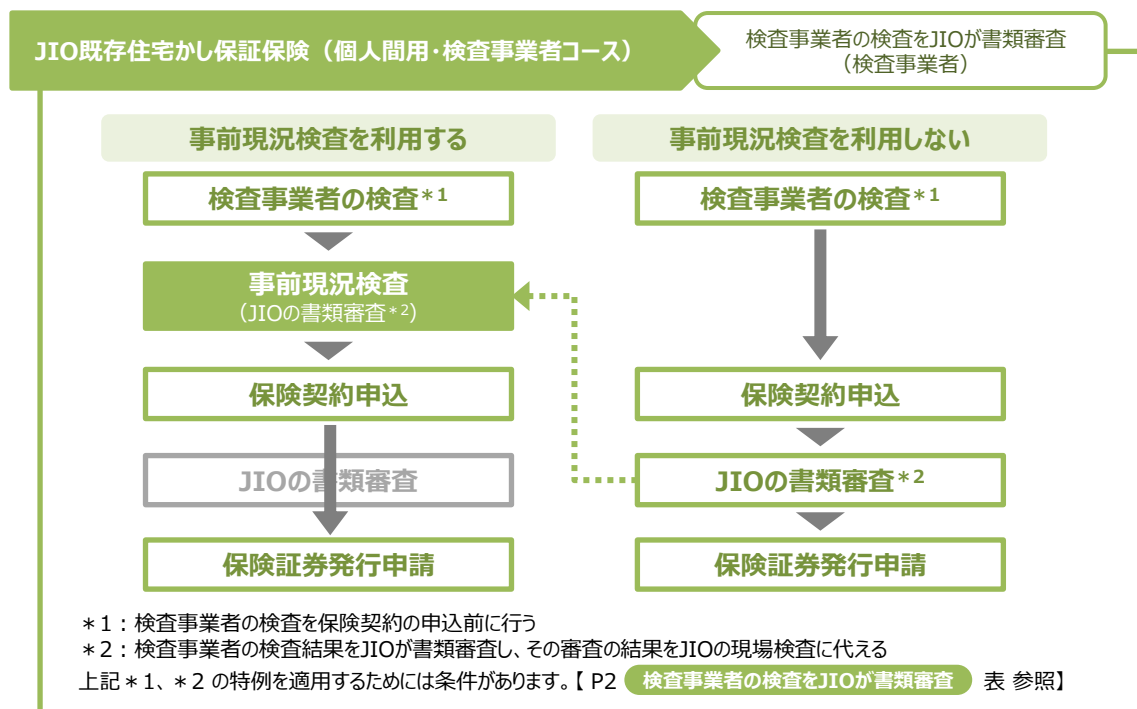 JIO既存住宅かし保証保険（個人間用・検査事業者コース）
検査事業者の検査をJIOが書類審査
（検査事業者）
事前現況検査を利用する
検査事業者の検査＊1
事前現況検査
（JIOの書類審査＊2）
保険契約申込
JIOの書類審査
保険証券発行申請
事前現況検査を利用しない
検査事業者の検査＊1
保険契約申込
JIOの書類審査＊2
保険証券発行申請
＊1：検査事業者の検査を保険契約の申込前に行う
＊2：検査事業者の検査結果をJIOが書類審査し、その審査の結果をJIOの現場検査に代える
上記＊1、＊2 の特例を適用するためには条件があります。【 P2 検査事業者の検査をJIOが書類審査 表 参照】